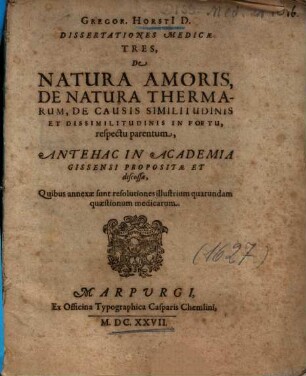 GREGOR. HORSTI D.
DISSERTATIONES MEDICÆ
TRES,
De
NATURA AMORIS,
DE NATURA THERMA-
RUM, DE CAUSIS SIMILITUDINIS
ET DISSIMILITUDINIS IN FOETU,
respectu parentum,
ANTEHAC IN ACADEMIA
GISSENSI PROPOSITÆ ET
discussæ.
Quibus annexæ sunt resolutiones illustrium quarundam
quæstionum medicarum.
(1627)
MARPURGI,
Ex Officina Typographica Casparis Chemlini,
M. DC. XXVII.